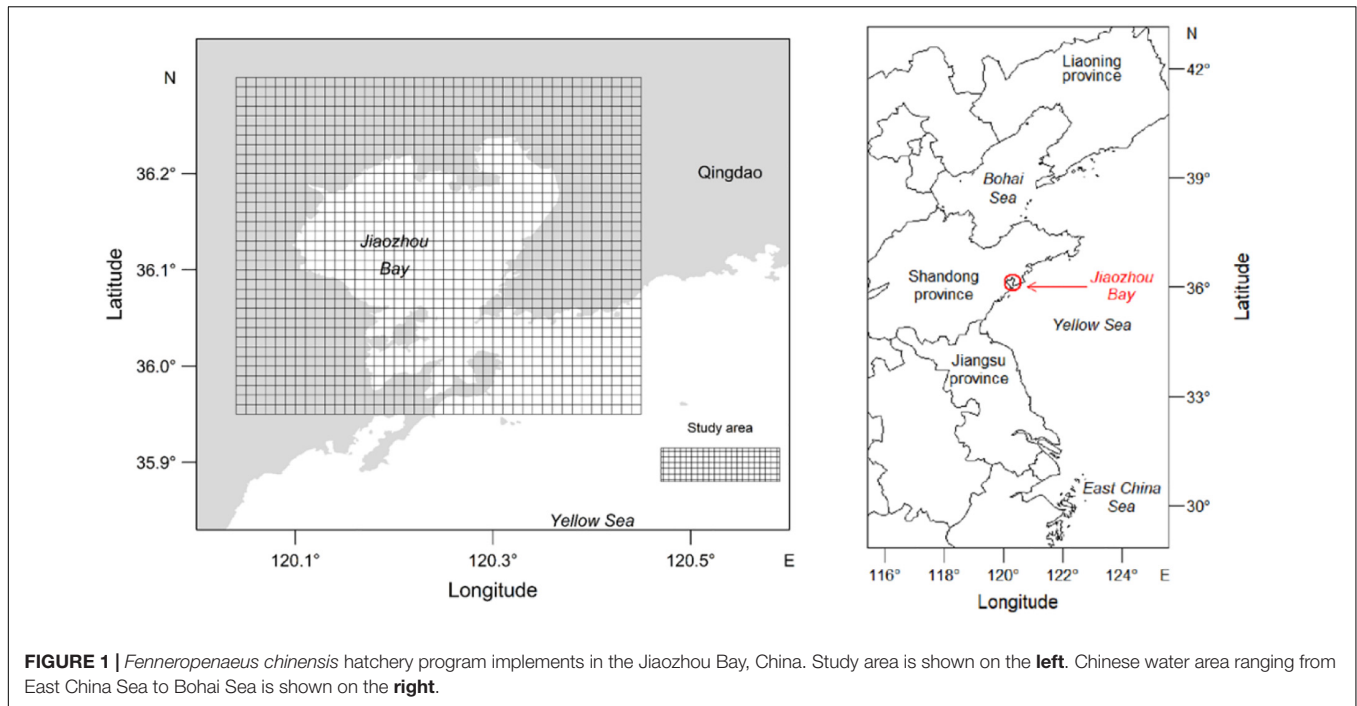 N
36.2°
36.1°
36.0°
35.9°
Latitude
Qingdao
Jiaozhou
Bay
Study area
Yellow Sea
120.1°
120.3°
120.5°
E
Longitude
N
Liaoning
province
42°
Bohai
Sea
39°
Shandong
province
Jiaozhou
Bay
36°
Latitude
Yellow Sea
Jiangsu
province
33°
East China
Sea
30°
116°
118°
120°
122°
124°
E
Longitude
FIGURE 1 | Fenneropenaeus chinensis hatchery program implements in the Jiaozhou Bay, China. Study area is shown on the left. Chinese water area ranging from
East China Sea to Bohai Sea is shown on the right.